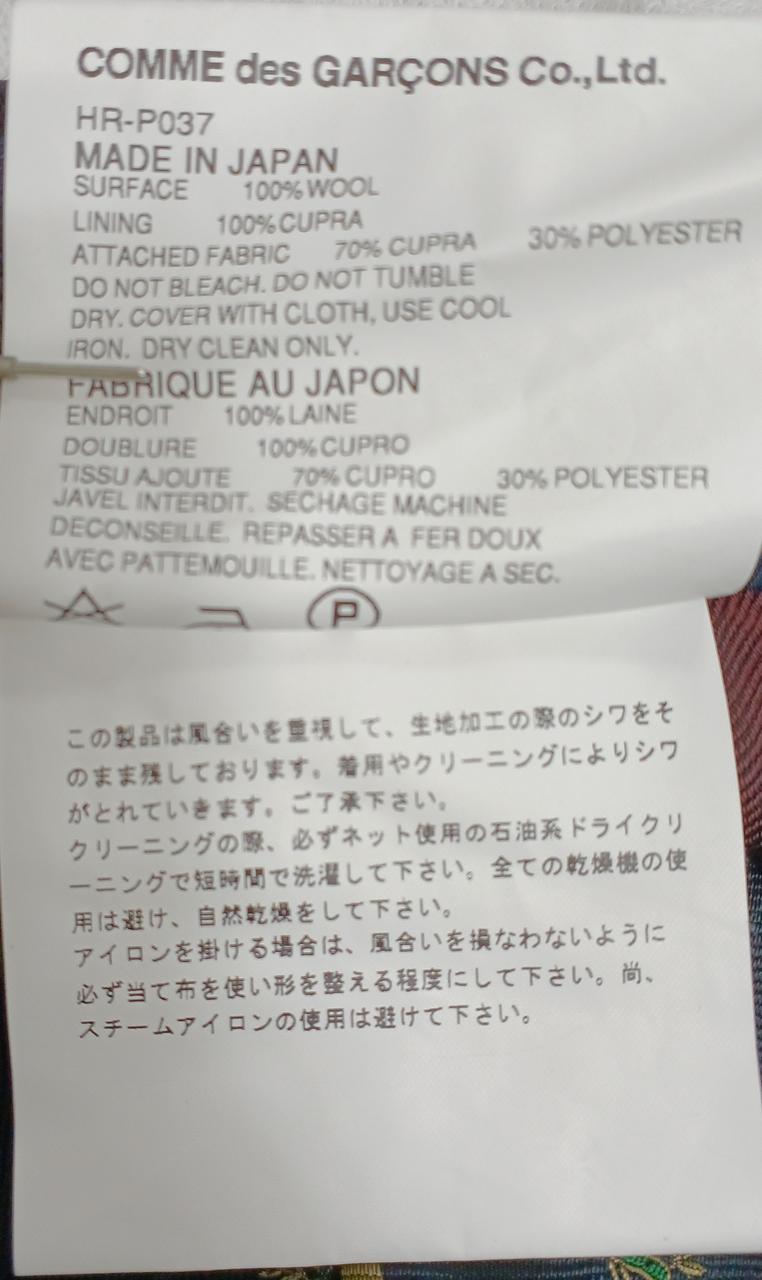 COMME des GARÇONS Co.,Ltd.
HR-P037
MADE IN JAPAN
SURFACE 100%WOOL
LINING 100%CUPRA
ATTACHED FABRIC 70% CUPRA 30% POLYESTER
DO NOT BLEACH. DO NOT TUMBLE
DRY. COVER WITH CLOTH, USE COOL
IRON. DRY CLEAN ONLY.
FABRIQUE AU JAPON
ENDROIT 100%LAINE
DOUBLURE 100%CUPRO
TISSU AJOUTE 70% CUPRO 30% POLYESTER
JAVEL INTERDIT. SECHAGE MACHINE
DECONSEILLE. REPASSER A FER DOUX
AVEC PATTEMOUILLE. NETTOYAGE A SEC.
P
この製品は風合いを重視して、生地加工の際のシワをそ
のまま残しております。着用やクリーニングによりシワ
がとれていきます。ご了承下さい。
クリーニングの際、必ずネット使用の石油系ドライクリ
ーニングで短時間で洗濯して下さい。全ての乾燥機の使
用は避け、自然乾燥をして下さい。
アイロンを掛ける場合は、風合いを損なわないように
必ず当て布を使い形を整える程度にして下さい。尚、
スチームアイロンの使用は避けて下さい。